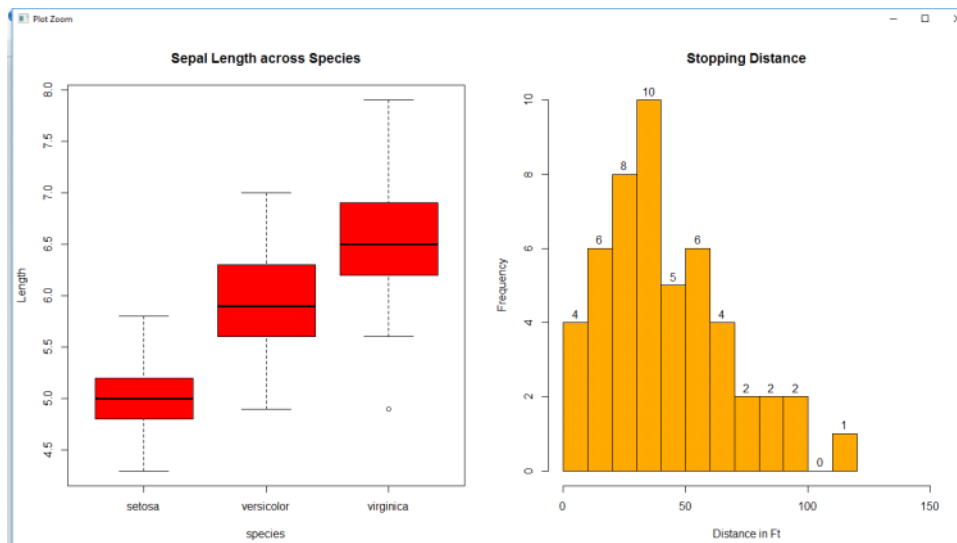 Plot Zoom
Sepal Length across Species
Length
8.0
7.5
7.0
6.5
6.0
5.5
5.0
4.5
setosa versicolor virginica
species
Stopping Distance
Frequency
10
8
6
4
2
0
4 6 8 10 5 6 4 2 2 2 0 1
0 50 100 150
Distance in Ft